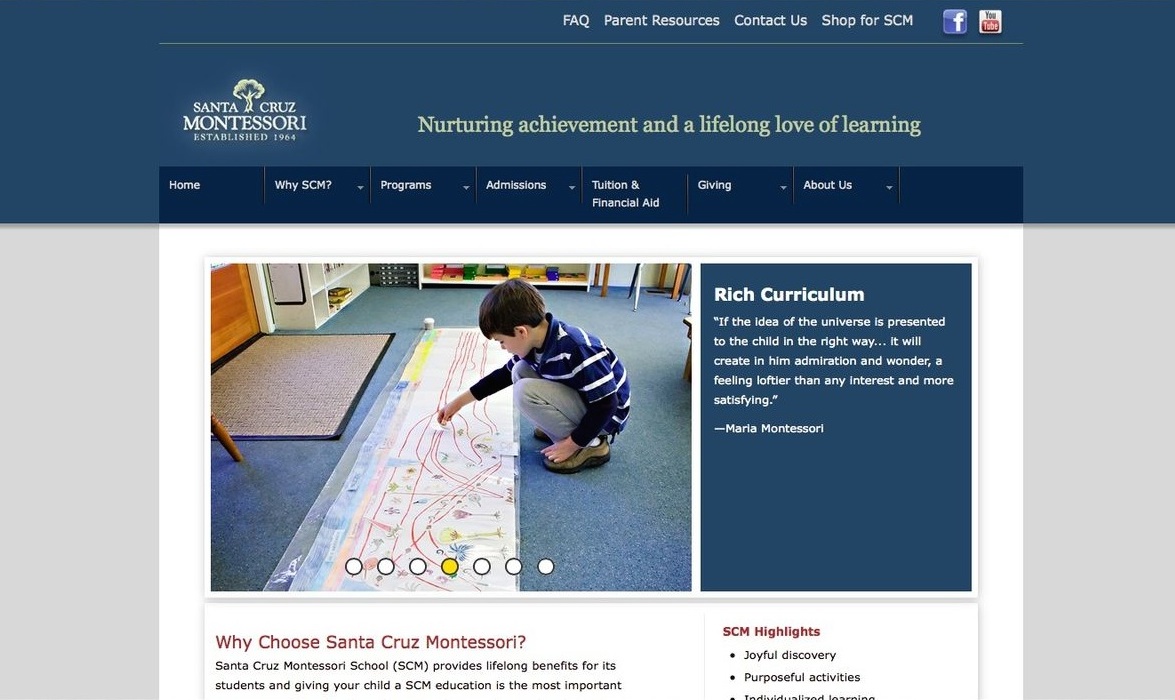 FAQ Parent Resources Contact Us Shop for SCM
You
Tube
SANTA CRUZ
MONTESSORI
ESTABLISHED 1964
Nurturing achievement and a lifelong love of learning
Home Why SCM? Programs Admissions Tuition & Financial Aid Giving About Us
Rich Curriculum
“If the idea of the universe is presented
to the child in the right way... it will
create in him admiration and wonder, a
feeling loftier than any interest and more
satisfying.”
—Maria Montessori
Why Choose Santa Cruz Montessori?
Santa Cruz Montessori School (SCM) provides lifelong benefits for its
students and giving your child a SCM education is the most important
SCM Highlights
Joyful discovery
Purposeful activities
Individualized learning